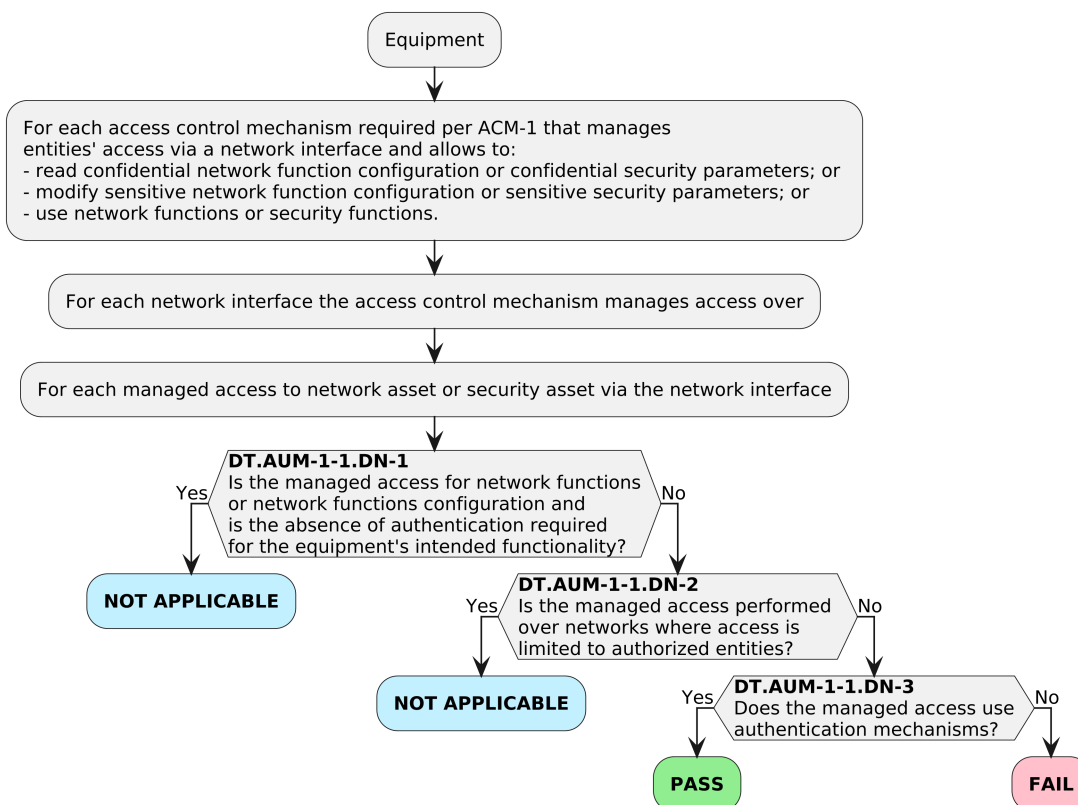 Equipment
For each access control mechanism required per ACM-1 that manages
entities' access via a network interface and allows to:
- read confidential network function configuration or confidential security parameters; or
- modify sensitive network function configuration or sensitive security parameters; or
- use network functions or security functions.
For each network interface the access control mechanism manages access over
For each managed access to network asset or security asset via the network interface
DT.AUM-1-1.DN-1
Is the managed access for network functions
or network functions configuration and
is the absence of authentication required
for the equipment's intended functionality?
Yes
No
NOT APPLICABLE
DT.AUM-1-1.DN-2
Is the managed access performed
over networks where access is
limited to authorized entities?
Yes
No
NOT APPLICABLE
DT.AUM-1-1.DN-3
Does the managed access use
authentication mechanisms?
Yes
No
PASS
FAIL